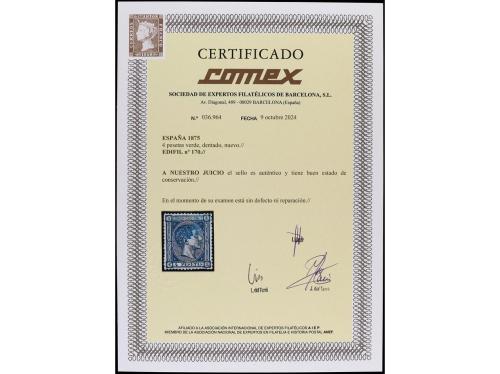 CERTIFICADO
comex
SOCIEDAD DE EXPERTOS FILATÉLICOS DE BARCELONA, S.L.
Av. Diagonal, 489 - 08029 BARCELONA (España)
N.º 036.964 FECHA 9 octubre 2024
ESPAÑA 1875
4 pesetas verde, dentado, nuevo.//
EDIFIL nº 170.//
A NUESTRO JUICIO el sello es auténtico y tiene buen estado de
conservación.//
En el momento de su examen está sin defecto ni reparación.//
AFILIADO A LA ASOCIACIÓN INTERNACIONAL DE EXPERTOS FILATÉLICOS A.I.E.P.
MIEMBRO DE LA ASOCIACIÓN NACIONAL DE EXPERTOS EN FILATELIA E HISTORIA POSTAL ANEF.